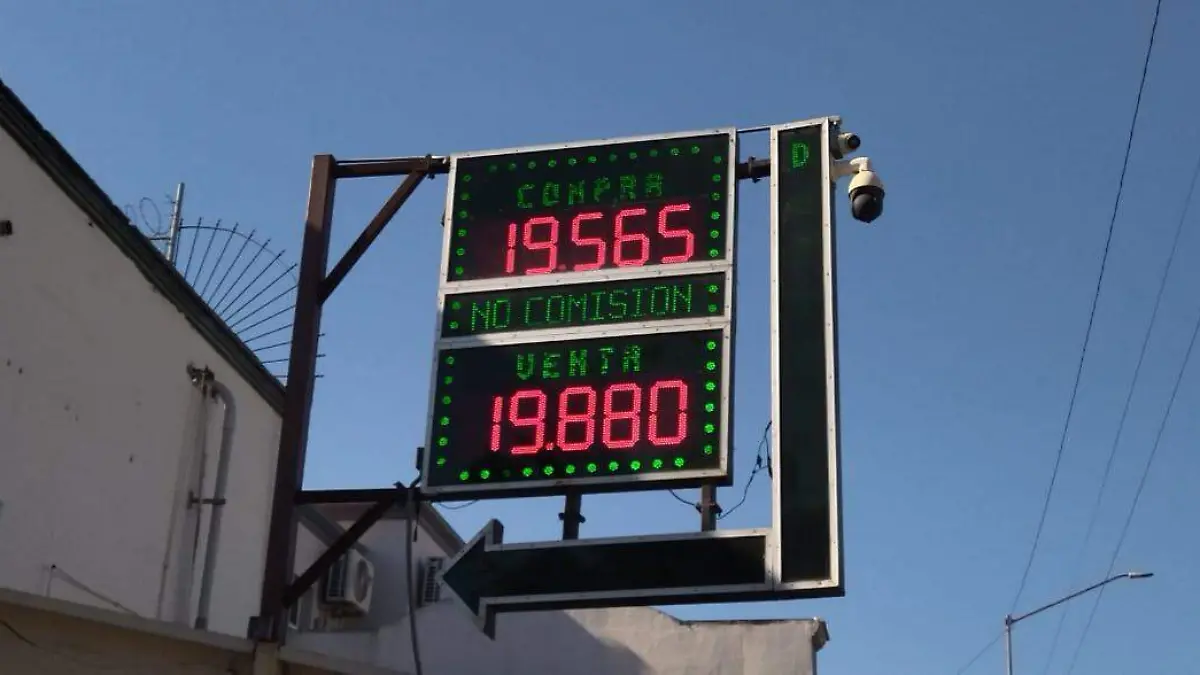 COMPRA
19.565
NO COMISION
VENTA
19.880
D